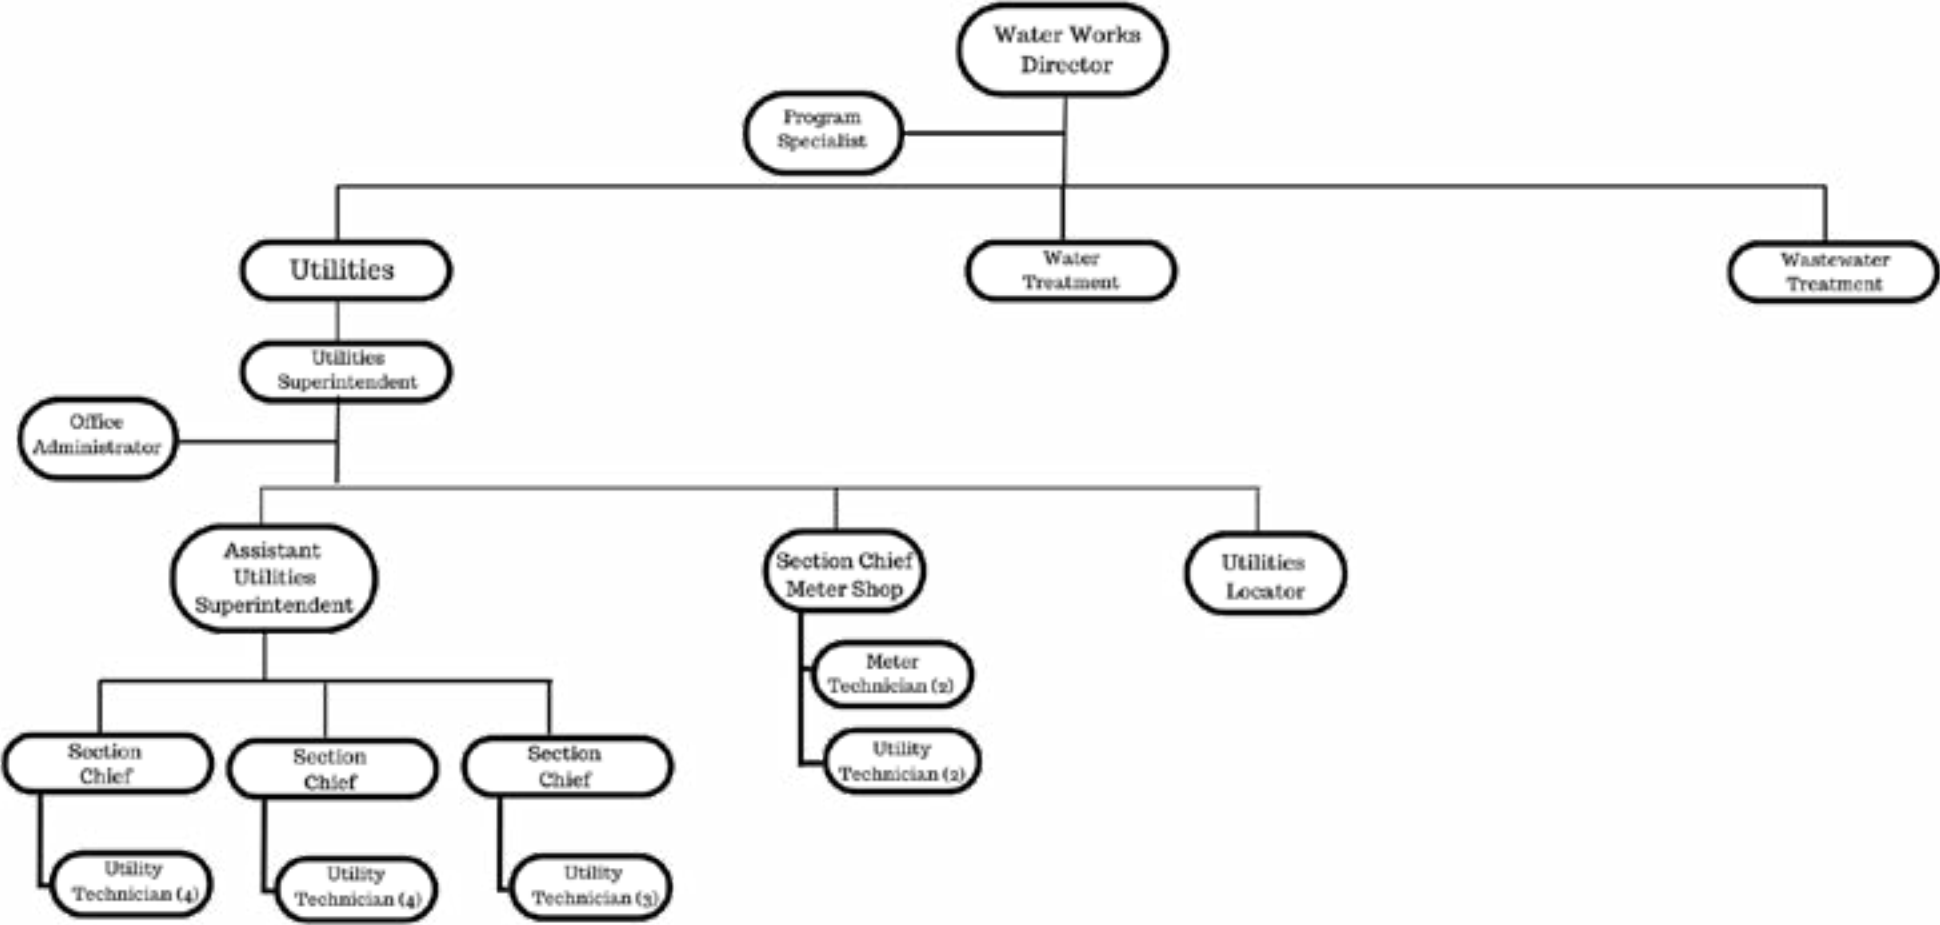 Water Works
Director
Program
Specialist
Utilities
Water
Treatment
Wastewater
Treatment
Utilities
Superintendent
Office
Administrator
Assistant
Utilities
Superintendent
Section Chief
Meter Shop
Utilities
Locator
Meter
Technician (2)
Utility
Technician (2)
Section
Chief
Section
Chief
Section
Chief
Utility
Technician (4)
Utility
Technician (4)
Utility
Technician (3)